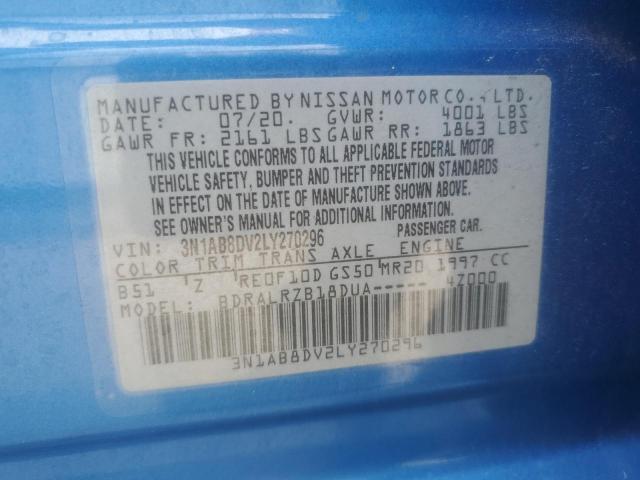 MANUFACTURED BY NISSAN MOTOR CO., LTD.
DATE: 07/20. GVWR: 4001 LBS
GAWR FR: 2161 LBS GAWR RR: 1863 LBS
THIS VEHICLE CONFORMS TO ALL APPLICABLE FEDERAL MOTOR
VEHICLE SAFETY, BUMPER AND THEFT PREVENTION STANDARDS
IN EFFECT ON THE DATE OF MANUFACTURE SHOWN ABOVE.
SEE OWNER'S MANUAL FOR ADDITIONAL INFORMATION.
VIN: 3N1AB8DV2LY270296 PASSENGER CAR.
COLOR TRIM TRANS AXLE ENGINE
B51 Z RE0F10D GS50 MR20 1997 CC
BDRALRZB18DUA----- 4Z000
3N1AB8DV2LY270296